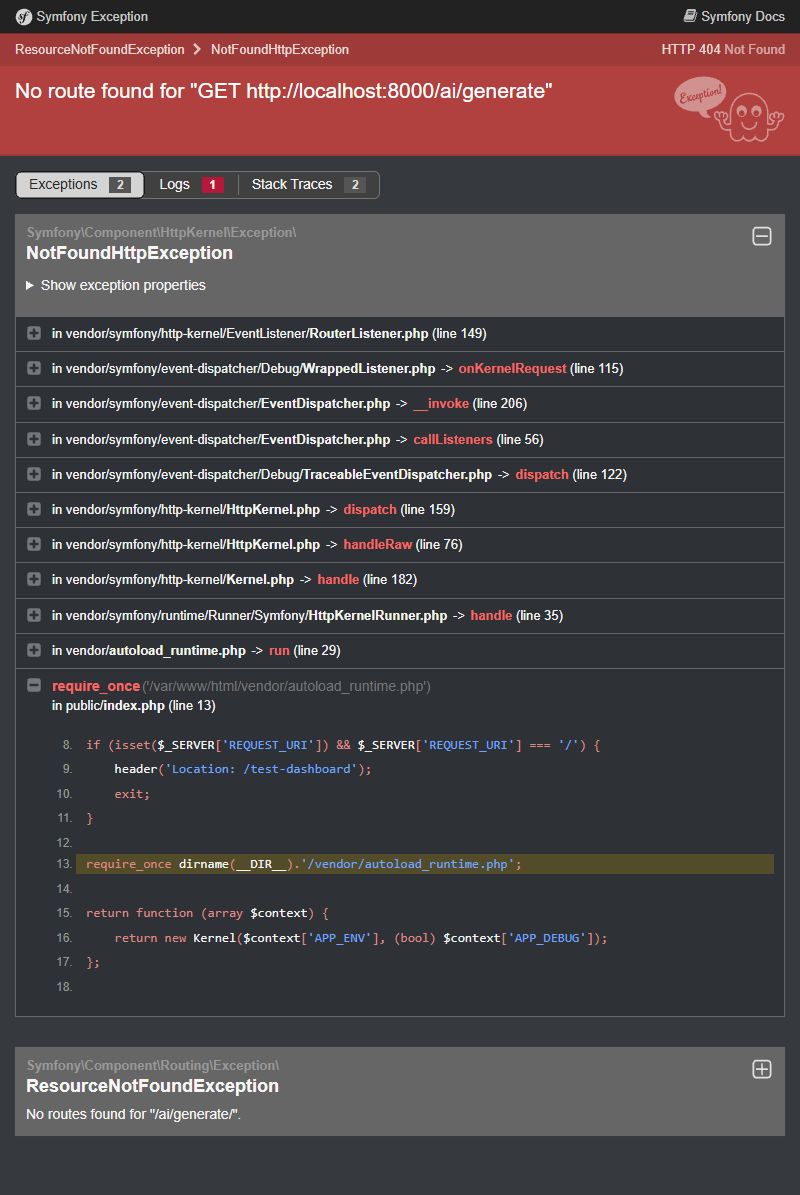 Symfony Exception
Symfony Docs
ResourceNotFoundException NotFoundHttpException
HTTP 404 Not Found
No route found for "GET http://localhost:8000/ai/generate"
Exception!
Exceptions 2 Logs 1 Stack Traces 2
Symfony\Component\HttpKernel\Exception\
NotFoundHttpException
Show exception properties
in vendor/symfony/http-kernel/EventListener/RouterListener.php (line 149)
in vendor/symfony/event-dispatcher/Debug/WrappedListener.php -> onKernelRequest (line 115)
in vendor/symfony/event-dispatcher/EventDispatcher.php -> __invoke (line 206)
in vendor/symfony/event-dispatcher/EventDispatcher.php -> callListeners (line 56)
in vendor/symfony/event-dispatcher/Debug/TraceableEventDispatcher.php -> dispatch (line 122)
in vendor/symfony/http-kernel/HttpKernel.php -> dispatch (line 159)
in vendor/symfony/http-kernel/HttpKernel.php -> handleRaw (line 76)
in vendor/symfony/http-kernel/Kernel.php -> handle (line 182)
in vendor/symfony/runtime/Runner/Symfony/HttpKernelRunner.php -> handle (line 35)
in vendor/autoload_runtime.php -> run (line 29)
require_once('/var/www/html/vendor/autoload_runtime.php')
in public/index.php (line 13)
8. if (isset($_SERVER['REQUEST_URI']) && $_SERVER['REQUEST_URI'] === '/') {
9. header('Location: /test-dashboard');
10. exit;
11. }
12.
13. require_once dirname(__DIR__).'/vendor/autoload_runtime.php';
14.
15. return function (array $context) {
16. return new Kernel($context['APP_ENV'], (bool) $context['APP_DEBUG']);
17. };
18.
Symfony\Component\Routing\Exception\
ResourceNotFoundException
No routes found for "/ai/generate/".